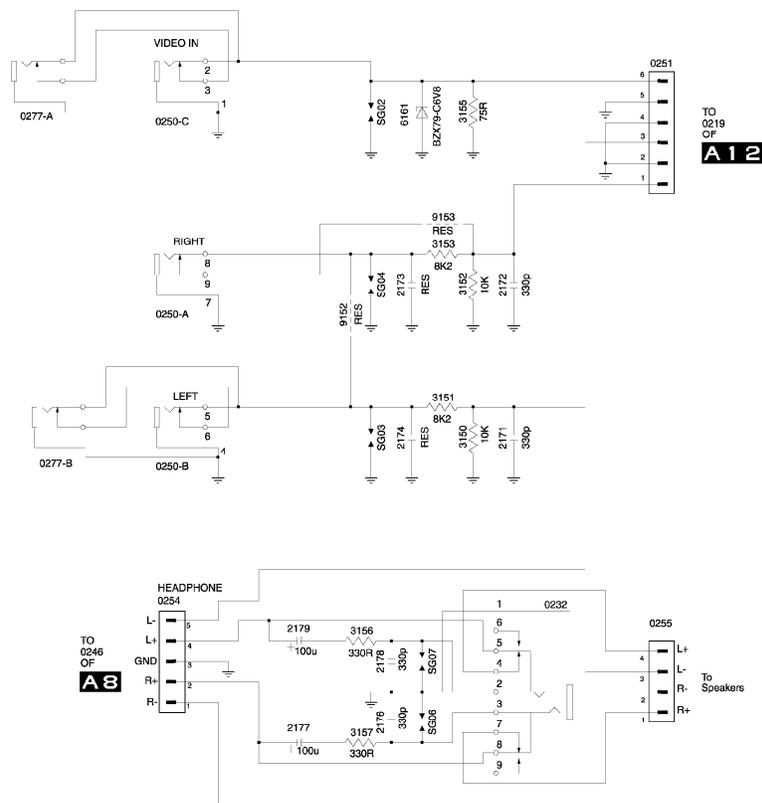 VIDEO IN
2
3
1
0277-A
0250-C
SG02
6161
BZX79-C6V8
3155
75R
0251
6
5
4
3
2
1
TO
0219
OF
A12
9153
RES
RIGHT
3153
8K2
8
9
7
0250-A
9152
RES
SG04
2173
RES
3152
10K
2172
330p
LEFT
3151
8K2
5
6
4
0277-B
0250-B
SG03
2174
RES
3150
10K
2171
330p
HEADPHONE
0254
TO
0246
OF
A8
L-
L+
GND
R+
R-
5
4
3
2
1
2179
100u
3156
330R
2178
330p
SG07
2176
330p
SG06
2177
100u
3157
330R
1
0232
6
5
4
2
3
7
8
9
0255
4
3
2
1
L+
L-
R-
R+
To
Speakers